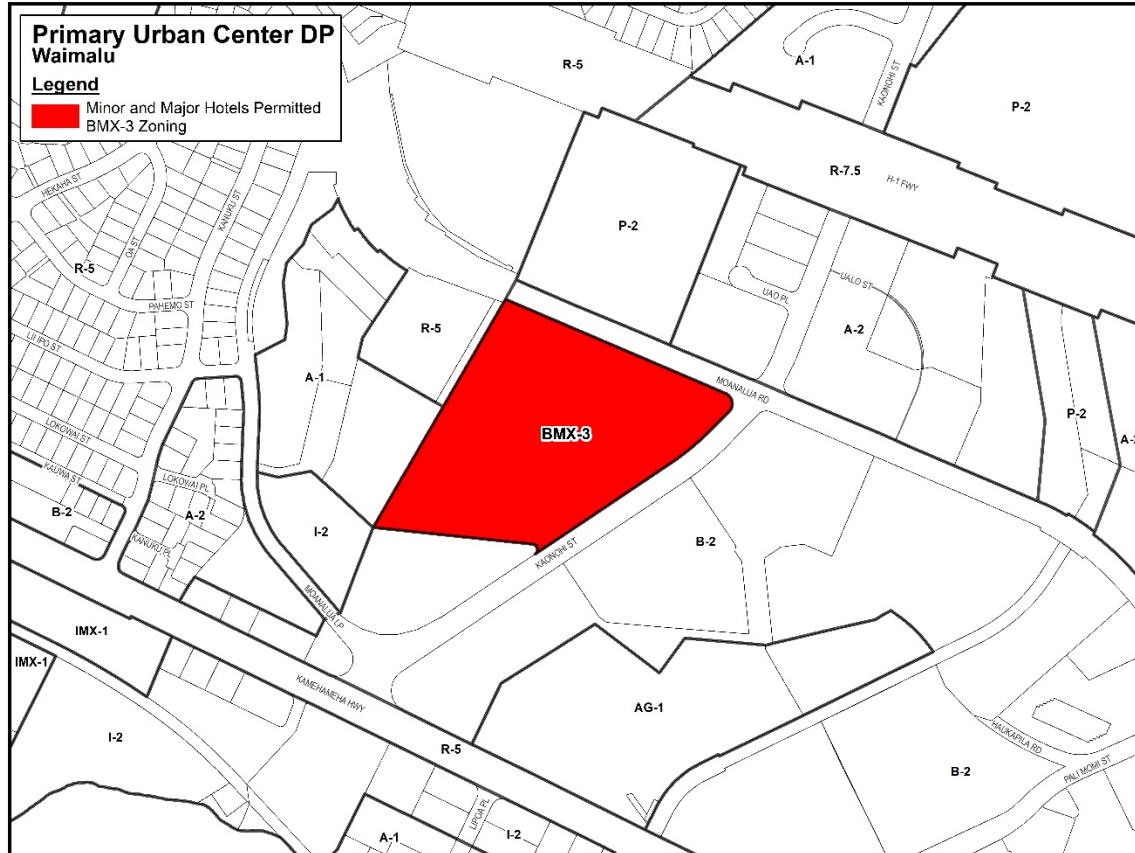 Primary Urban Center DP
Waimalu
Legend
Minor and Major Hotels Permitted
BMX-3 Zoning
R-5
A-1
KAONOHI ST
P-2
R-7.5
H-1 FWY
HEKAHA ST
KANUKU ST
OA ST
R-5
PAHEMO ST
P-2
UAO PL
UALO ST
A-2
R-5
LII IPO ST
A-1
MOANALUA RD
P-2
A-2
BMX-3
LOKOWAI ST
KAUWA ST
LOKOWAI PL
B-2
A-2
KANUKU PL
I-2
KAONOHI ST
B-2
MOANALUA LP
IMX-1
IMX-1
KAMEHAMEHA HWY
AG-1
I-2
R-5
HAUKAPILA RD
B-2
PALI MOMI ST
LIPOA PL
A-1
I-2